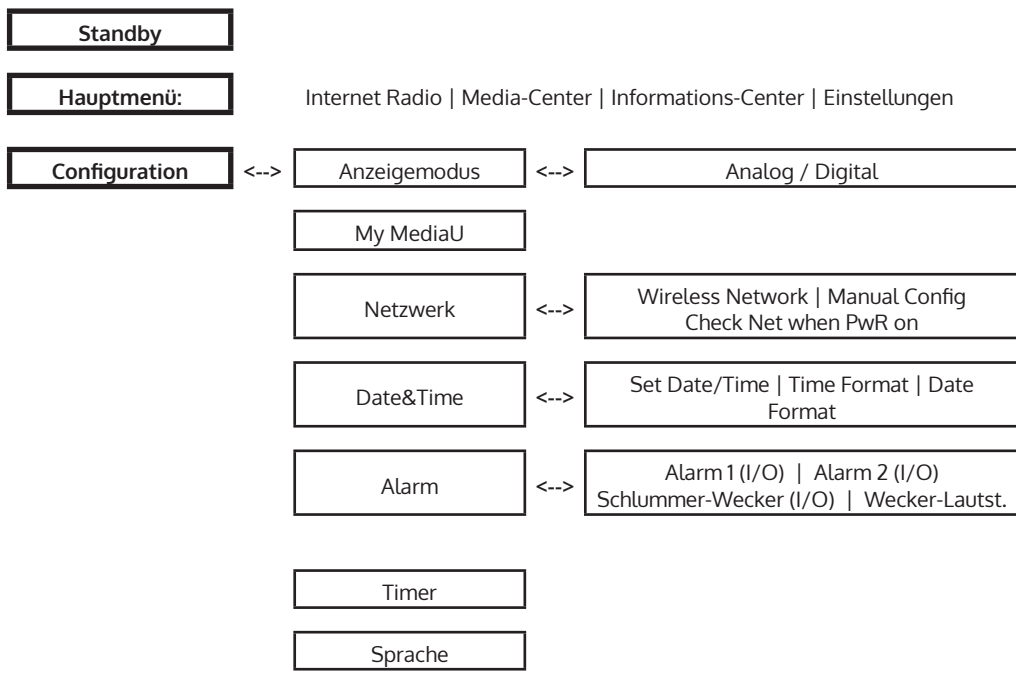 Standby
Hauptmenü: Internet Radio | Media-Center | Informations-Center | Einstellungen
Configuration <--> Anzeigemodus <--> Analog / Digital
My MediaU
Netzwerk <--> Wireless Network | Manual Config
Check Net when PwR on
Date&Time <--> Set Date/Time | Time Format | Date
Format
Alarm <--> Alarm 1 (I/O) | Alarm 2 (I/O)
Schlummer-Wecker (I/O) | Wecker-Lautst.
Timer
Sprache